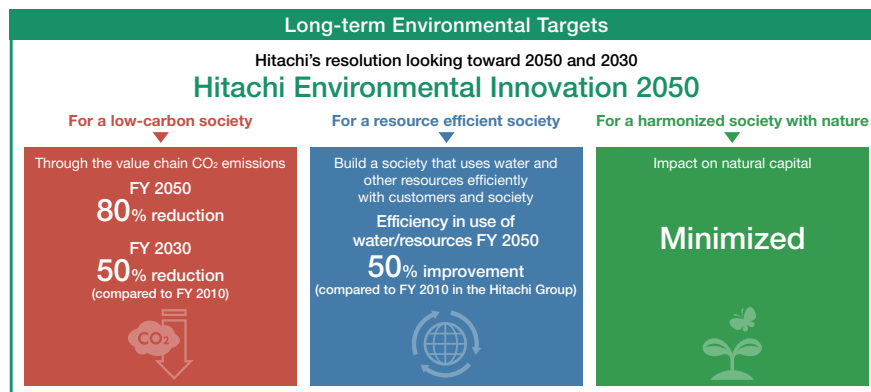 Long-term Environmental Targets
Hitachi's resolution looking toward 2050 and 2030
Hitachi Environmental Innovation 2050
For a low-carbon society
Through the value chain CO₂ emissions
FY 2050
80% reduction
FY 2030
50% reduction
(compared to FY 2010)
CO₂
For a resource efficient society
Build a society that uses water and
other resources efficiently
with customers and society
Efficiency in use of
water/resources FY 2050
50% improvement
(compared to FY 2010 in the Hitachi Group)
For a harmonized society with nature
Impact on natural capital
Minimized